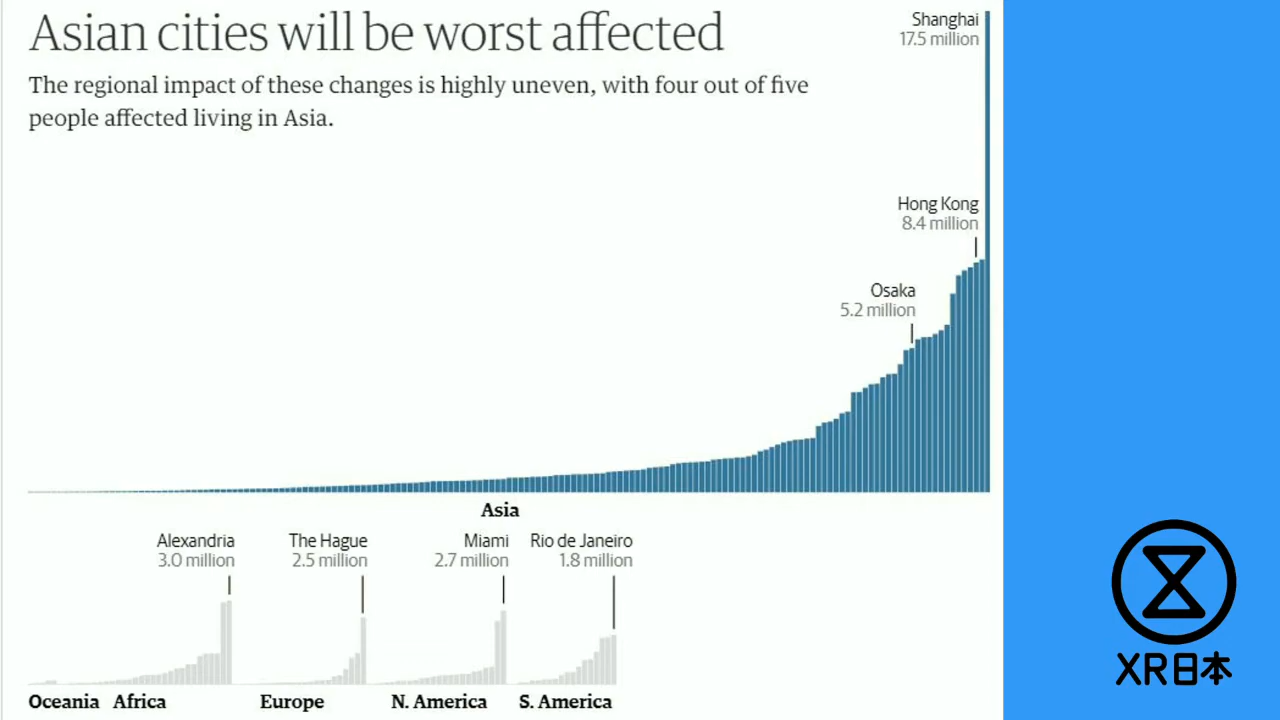 Asian cities will be worst affected
The regional impact of these changes is highly uneven, with four out of five
people affected living in Asia.
Shanghai
17.5 million
Hong Kong
8.4 million
Osaka
5.2 million
Asia
Alexandria
3.0 million
The Hague
2.5 million
Miami
2.7 million
Rio de Janeiro
1.8 million
Oceania
Africa
Europe
N. America
S. America
XR日本